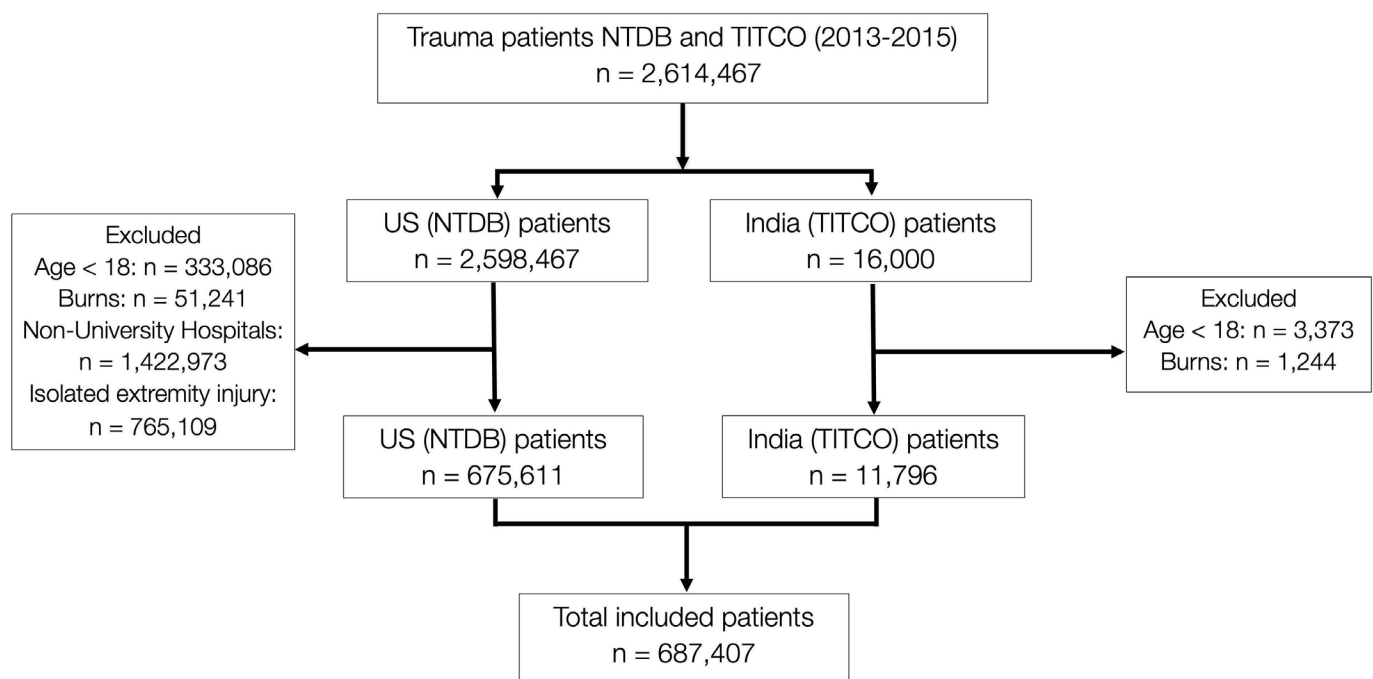 Trauma patients NTDB and TITCO (2013-2015)
n = 2,614,467
US (NTDB) patients
n = 2,598,467
India (TITCO) patients
n = 16,000
Excluded
Age < 18: n = 333,086
Burns: n = 51,241
Non-University Hospitals:
n = 1,422,973
Isolated extremity injury:
n = 765,109
Excluded
Age < 18: n = 3,373
Burns: n = 1,244
US (NTDB) patients
n = 675,611
India (TITCO) patients
n = 11,796
Total included patients
n = 687,407